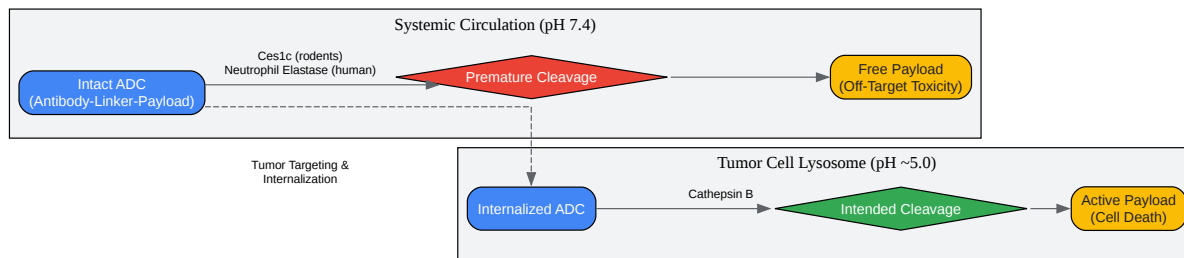 Systemic Circulation (pH 7.4)
Ces1c (rodents)
Neutrophil Elastase (human)
Intact ADC
(Antibody-Linker-Payload)
Premature Cleavage
Free Payload
(Off-Target Toxicity)
Tumor Targeting &
Internalization
Tumor Cell Lysosome (pH ~5.0)
Internalized ADC
Cathepsin B
Intended Cleavage
Active Payload
(Cell Death)